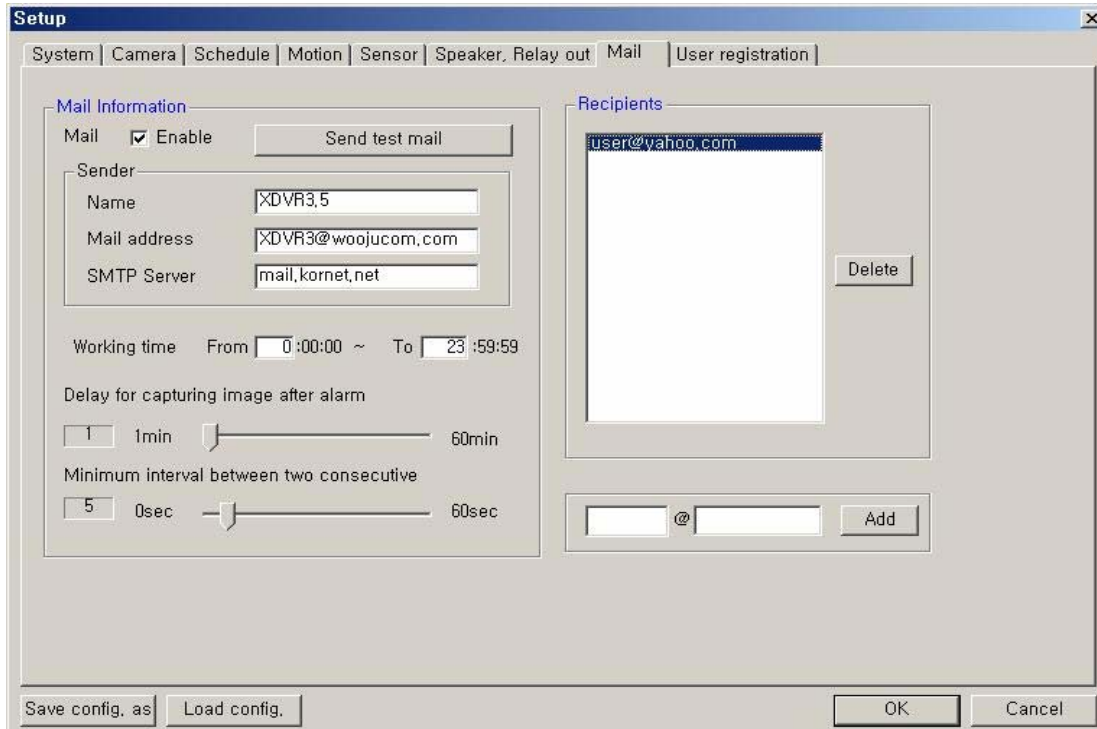 Setup
System Camera Schedule Motion Sensor Speaker, Relay out Mail User registration
Mail Information
Mail Enable Send test mail
Sender
Name XDVR3.5
Mail address XDVR3@woojucom.com
SMTP Server mail.kornet.net
Working time From 0 :00:00 ~ To 23 :59:59
Delay for capturing image after alarm
1 1min 60min
Minimum interval between two consecutive
5 0sec 60sec
Recipients
user@yahoo.com
Delete
@ Add
Save config. as Load config. OK Cancel